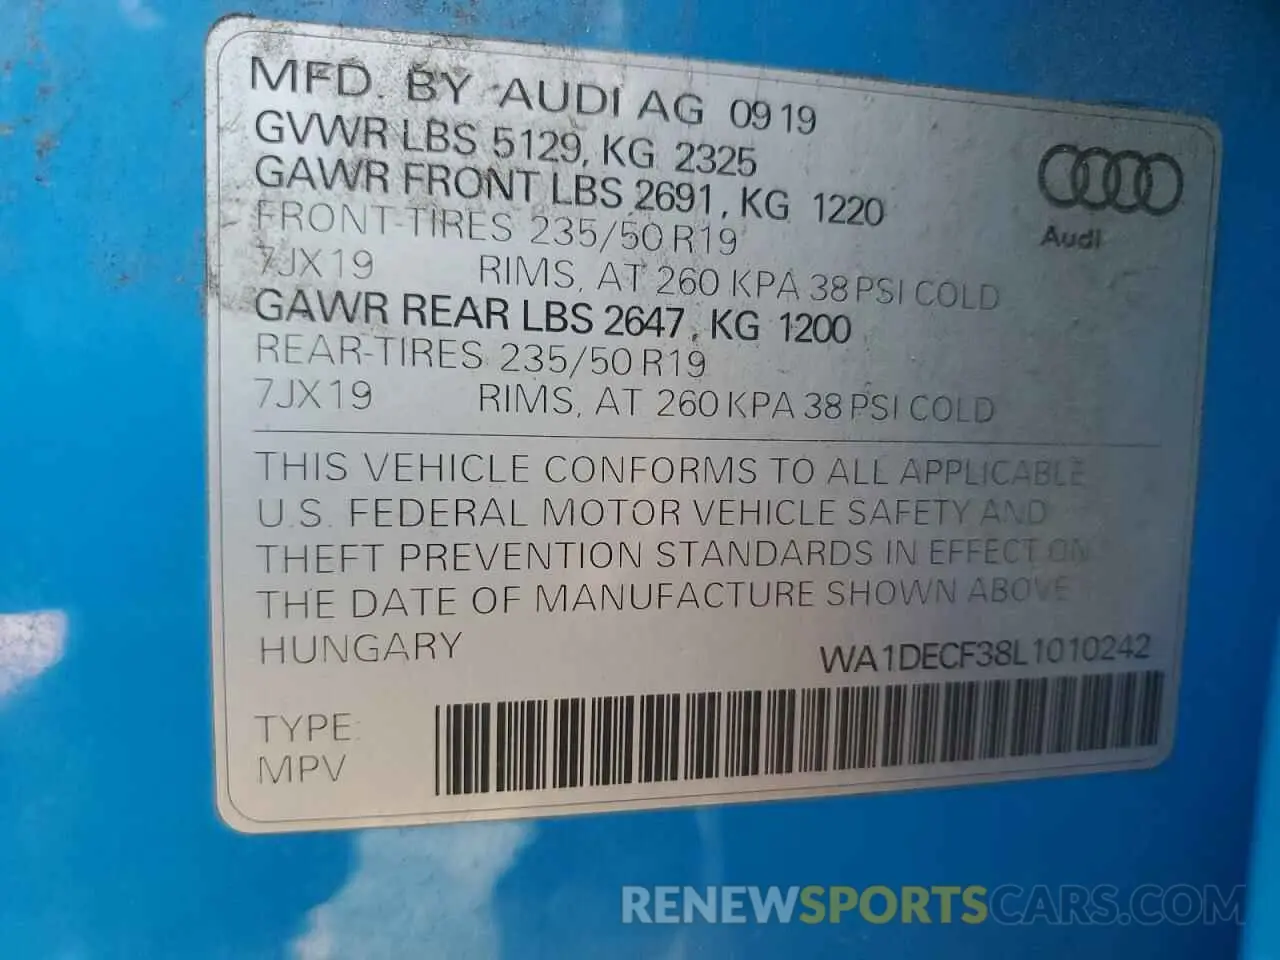 MFD. BY AUDI AG 09 19
GVWR LBS 5129, KG 2325
GAWR FRONT LBS 2691, KG 1220
FRONT-TIRES 235/50 R19
7JX19 RIMS, AT 260 KPA 38 PSI COLD
GAWR REAR LBS 2647, KG 1200
REAR-TIRES 235/50 R19
7JX19 RIMS, AT 260 KPA 38 PSI COLD
Audi
THIS VEHICLE CONFORMS TO ALL APPLICABLE
U.S. FEDERAL MOTOR VEHICLE SAFETY AND
THEFT PREVENTION STANDARDS IN EFFECT ON
THE DATE OF MANUFACTURE SHOWN ABOVE
HUNGARY WA1DECF38L1010242
TYPE:
MPV
RENEWSPORTSCARS.COM